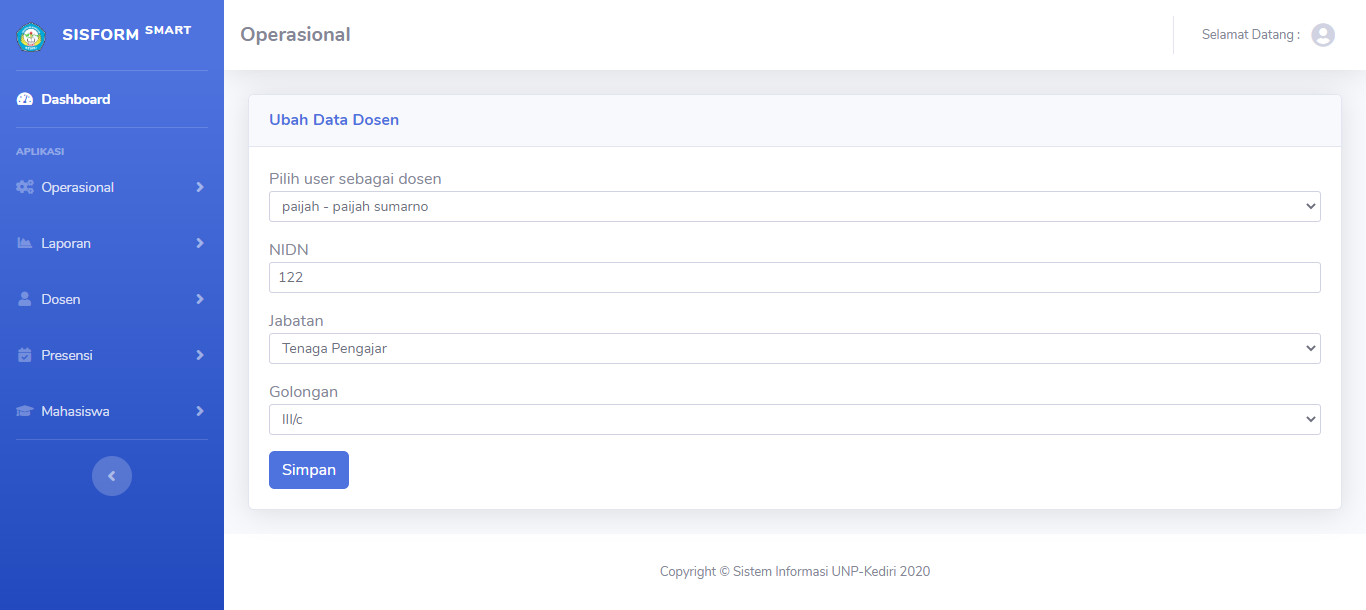 SISFORM SMART
Dashboard
APLIKASI
Operasional
Laporan
Dosen
Presensi
Mahasiswa
Operasional
Selamat Datang :
Ubah Data Dosen
Pilih user sebagai dosen
paijah - paijah sumarno
NIDN
122
Jabatan
Tenaga Pengajar
Golongan
III/c
Simpan
Copyright © Sistem Informasi UNP-Kediri 2020